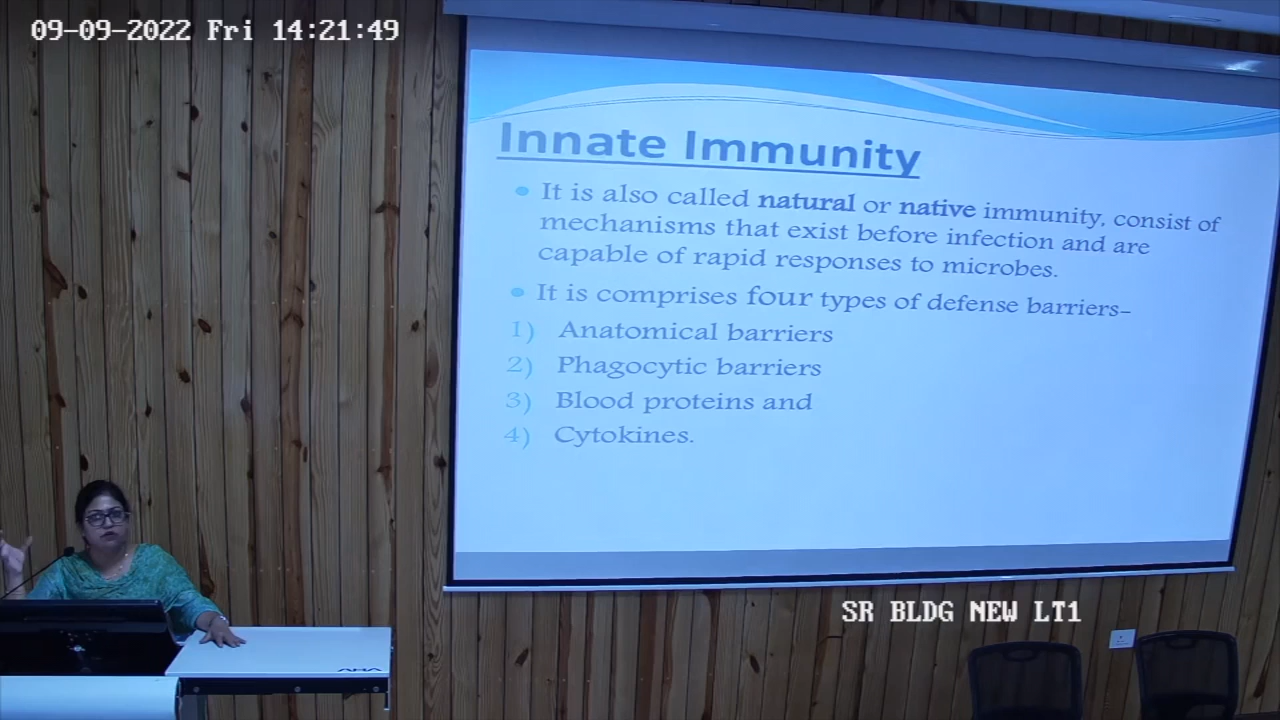 09-09-2022 Fri 14:21:49
Innate Immunity
• It is also called natural or native immunity, consist of
mechanisms that exist before infection and are
capable of rapid responses to microbes.
• It is comprises four types of defense barriers-
1) Anatomical barriers
2) Phagocytic barriers
3) Blood proteins and
4) Cytokines.
SR BLDG NEW LT1